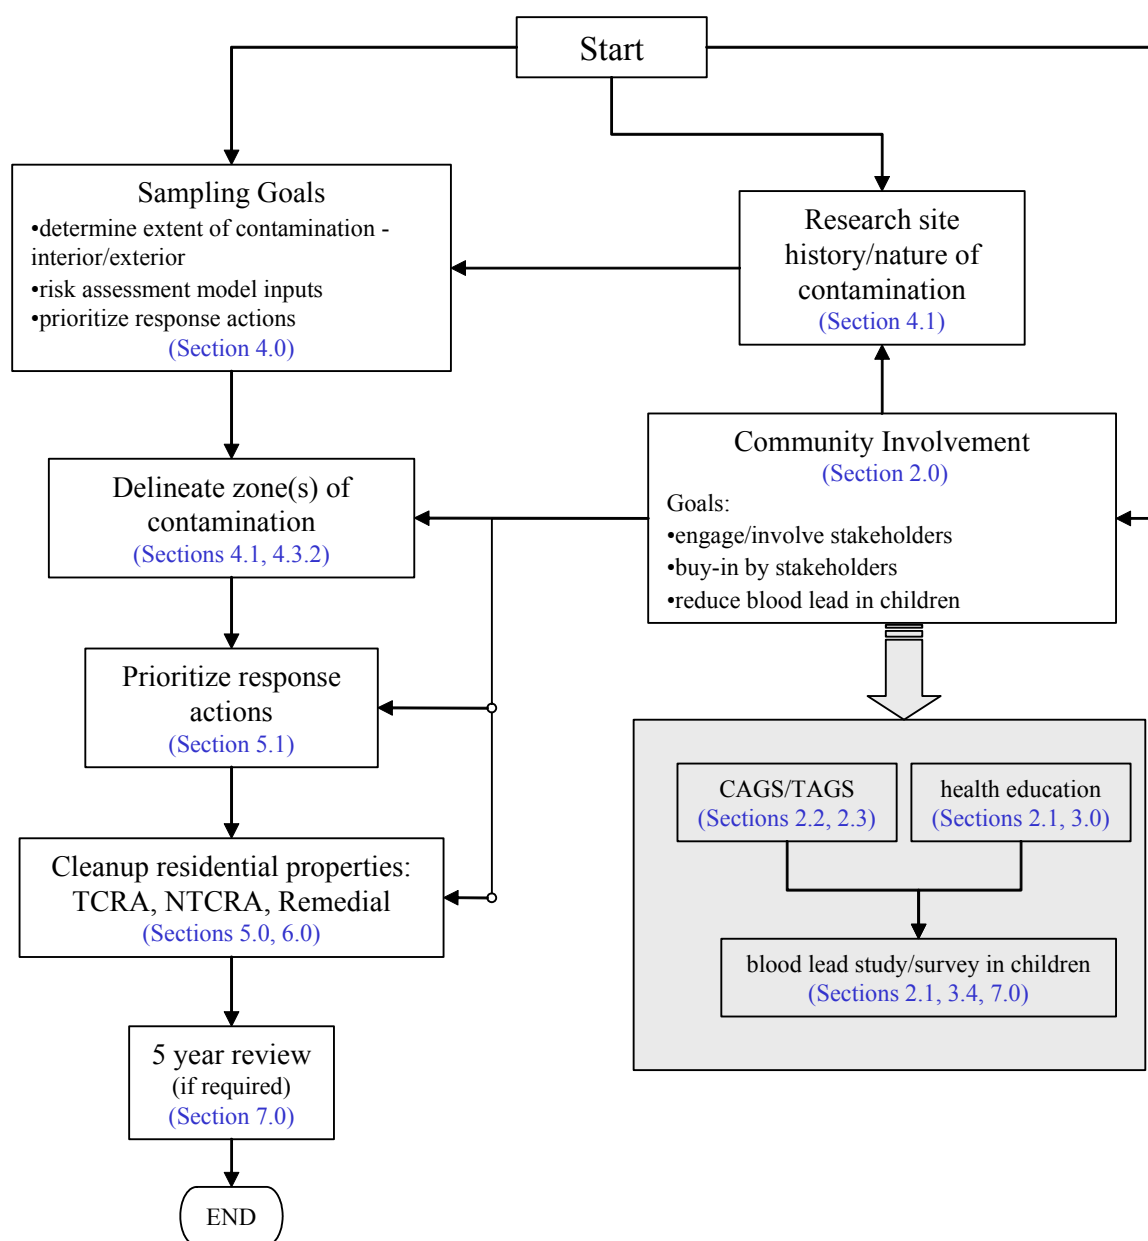 Start
Sampling Goals
•determine extent of contamination -
interior/exterior
•risk assessment model inputs
•prioritize response actions
(Section 4.0)
Research site
history/nature of
contamination
(Section 4.1)
Community Involvement
(Section 2.0)
Goals:
•engage/involve stakeholders
•buy-in by stakeholders
•reduce blood lead in children
Delineate zone(s) of
contamination
(Sections 4.1, 4.3.2)
Prioritize response
actions
(Section 5.1)
CAGS/TAGS
(Sections 2.2, 2.3)
health education
(Sections 2.1, 3.0)
Cleanup residential properties:
TCRA, NTCRA, Remedial
(Sections 5.0, 6.0)
blood lead study/survey in children
(Sections 2.1, 3.4, 7.0)
5 year review
(if required)
(Section 7.0)
END